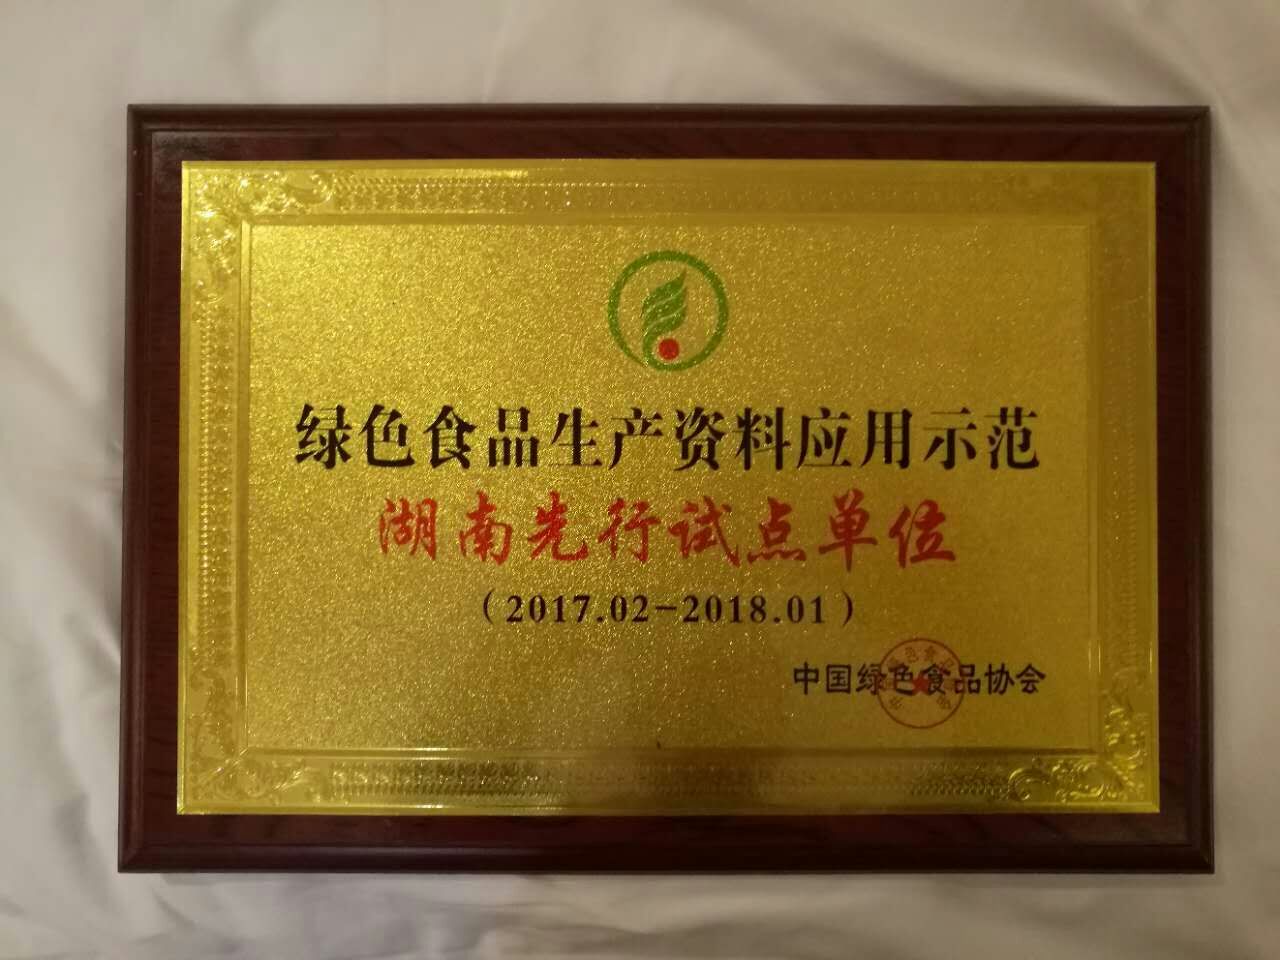 绿色食品生产资料应用示范
湖南先行试点单位
（2017.02-2018.01）
中国绿色食品协会